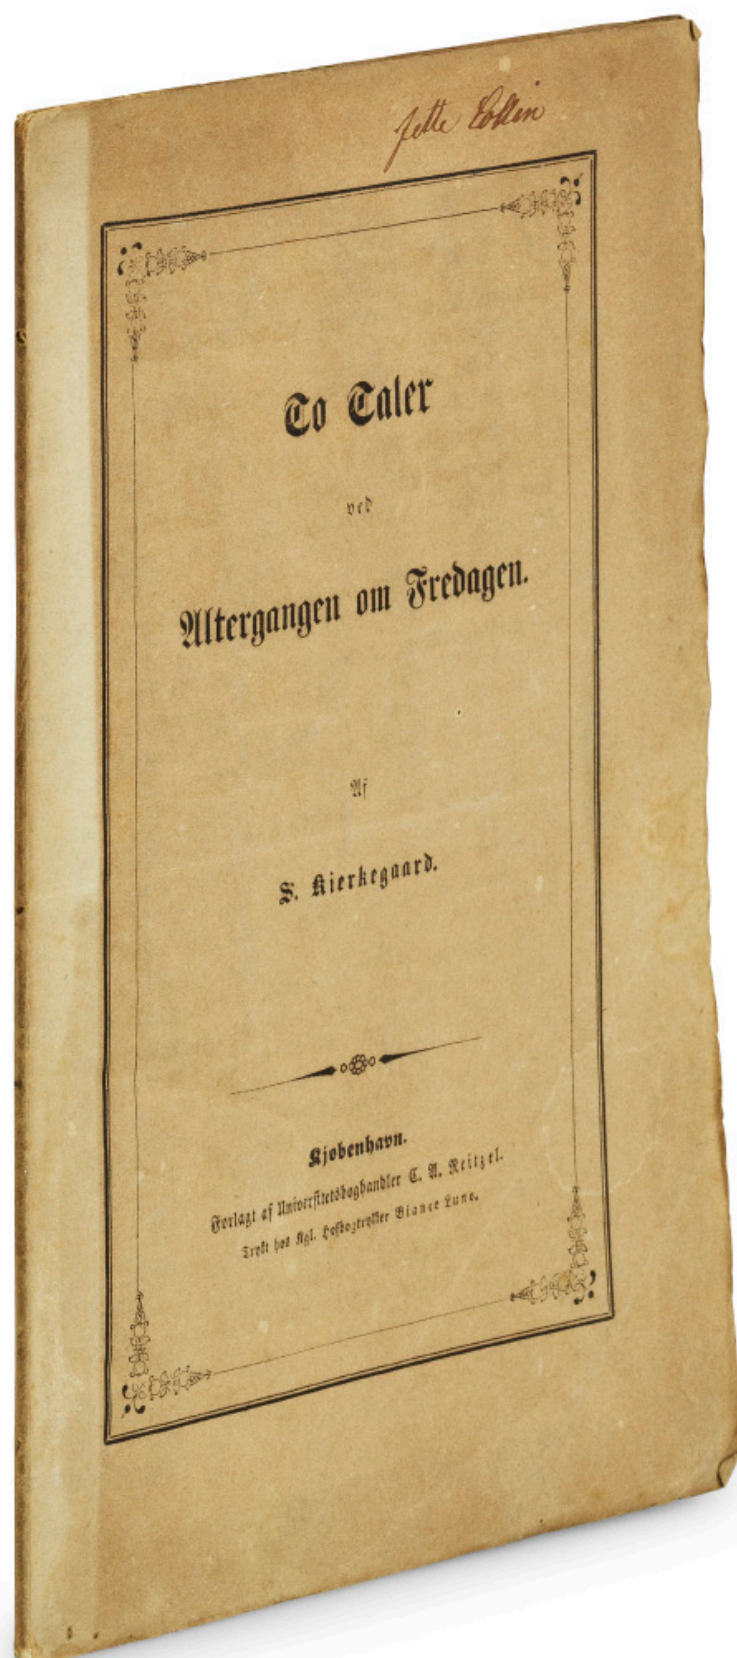 Jette Collin
To Taler
ved
Altergangen om Fredagen.
Af
S. Kierkegaard.
Kjøbenhavn.
Forlagt af Universitetsboghandler C. A. Reitzel.
Trykt hos Kgl. Hofbogtrykker Bianco Luno.